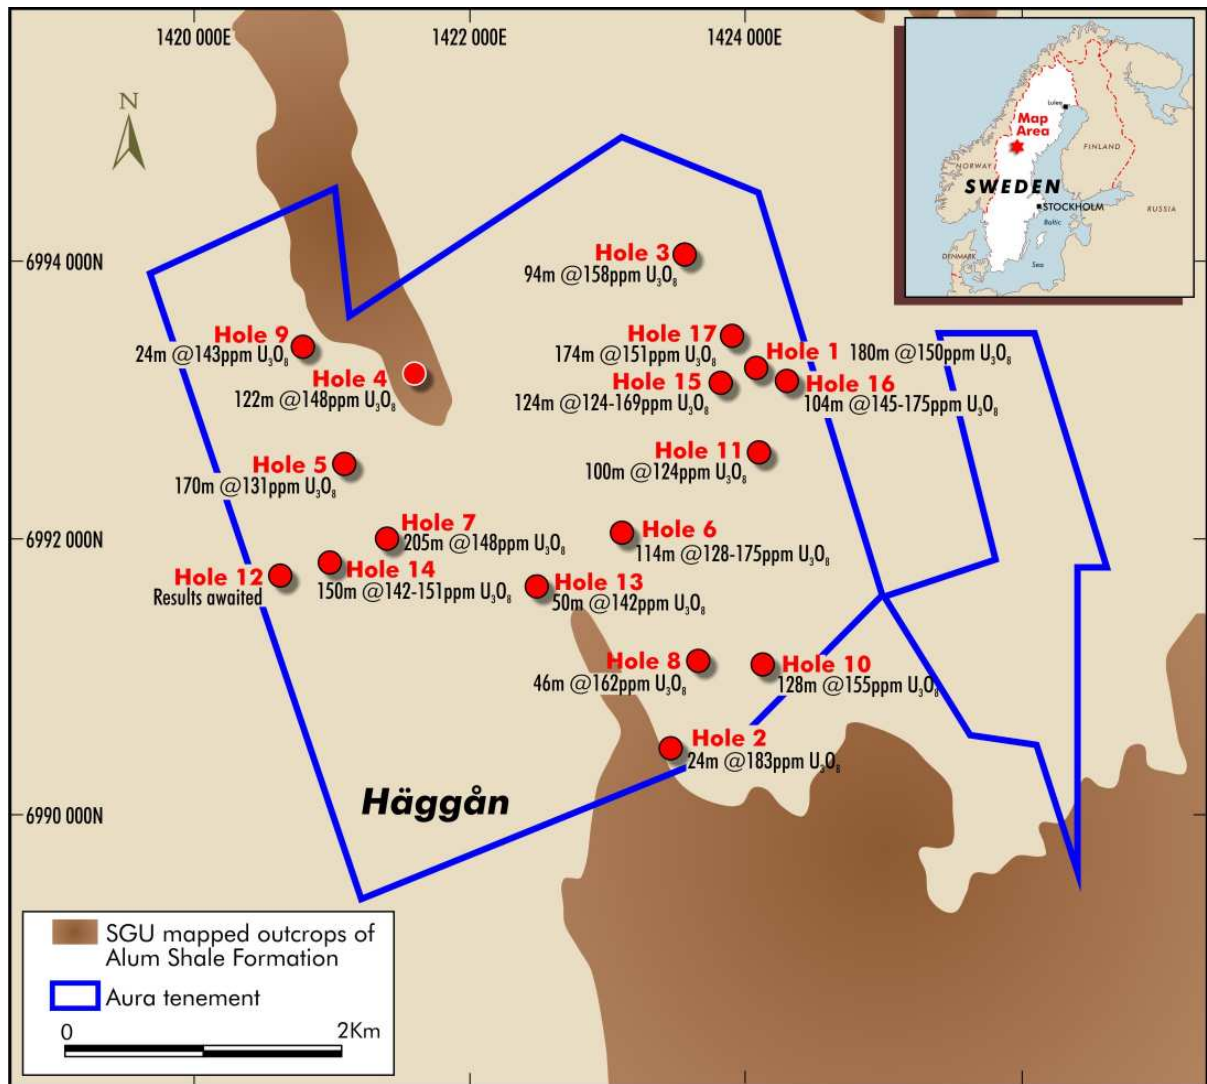 1420 000E
1422 000E
1424 000E
N
Lulea
Map
Area
NORWAY
FINLAND
SWEDEN
STOCKHOLM
RUSSIA
Baltic
DENMARK
Sea
6994 000N
Hole 3
94m @158ppm U₃O₈
Hole 9
24m @143ppm U₃O₈
Hole 4
122m @148ppm U₃O₈
Hole 17
174m @151ppm U₃O₈
Hole 1
180m @150ppm U₃O₈
Hole 15
124m @124-169ppm U₃O₈
Hole 16
104m @145-175ppm U₃O₈
Hole 11
100m @124ppm U₃O₈
Hole 5
170m @131ppm U₃O₈
6992 000N
Hole 7
205m @148ppm U₃O₈
Hole 6
114m @128-175ppm U₃O₈
Hole 12
Results awaited
Hole 14
150m @142-151ppm U₃O₈
Hole 13
50m @142ppm U₃O₈
Hole 8
46m @162ppm U₃O₈
Hole 10
128m @155ppm U₃O₈
Hole 2
24m @183ppm U₃O₈
6990 000N
Häggån
SGU mapped outcrops of
Alum Shale Formation
Aura tenement
0
2Km